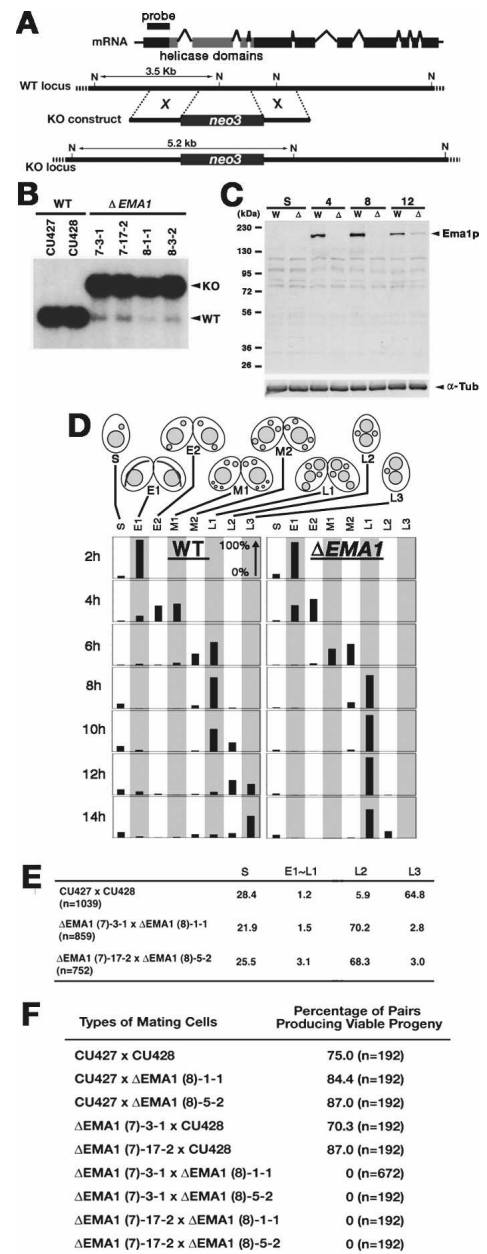 A
probe
mRNA
helicase domains
N 3.5 Kb N N N
WT locus
X X
KO construct
neo3
5.2 kb
N N N
neo3
KO locus
B
WT ΔEMA1
CU427 CU428 7-3-1 7-17-2 8-1-1 8-3-2
KO
WT
C
S 4 8 12
(kDa) W Δ W Δ W Δ W Δ
230
130
95
72
56
36
26
Ema1p
α-Tub
D
S E1 E2 M1 M2 L1 L2 L3
S E1 E2 M1 M2 L1 L2 L3 S E1 E2 M1 M2 L1 L2 L3
WT 100% 0% ΔEMA1
2h
4h
6h
8h
10h
12h
14h
E
S E1~L1 L2 L3
CU427 x CU428 (n=1039) 28.4 1.2 5.9 64.8
ΔEMA1 (7)-3-1 x ΔEMA1 (8)-1-1 (n=859) 21.9 1.5 70.2 2.8
ΔEMA1 (7)-17-2 x ΔEMA1 (8)-5-2 (n=752) 25.5 3.1 68.3 3.0
F
Types of Mating Cells Percentage of Pairs Producing Viable Progeny
CU427 x CU428 75.0 (n=192)
CU427 x ΔEMA1 (8)-1-1 84.4 (n=192)
CU427 x ΔEMA1 (8)-5-2 87.0 (n=192)
ΔEMA1 (7)-3-1 x CU428 70.3 (n=192)
ΔEMA1 (7)-17-2 x CU428 87.0 (n=192)
ΔEMA1 (7)-3-1 x ΔEMA1 (8)-1-1 0 (n=672)
ΔEMA1 (7)-3-1 x ΔEMA1 (8)-5-2 0 (n=192)
ΔEMA1 (7)-17-2 x ΔEMA1 (8)-1-1 0 (n=192)
ΔEMA1 (7)-17-2 x ΔEMA1 (8)-5-2 0 (n=192)